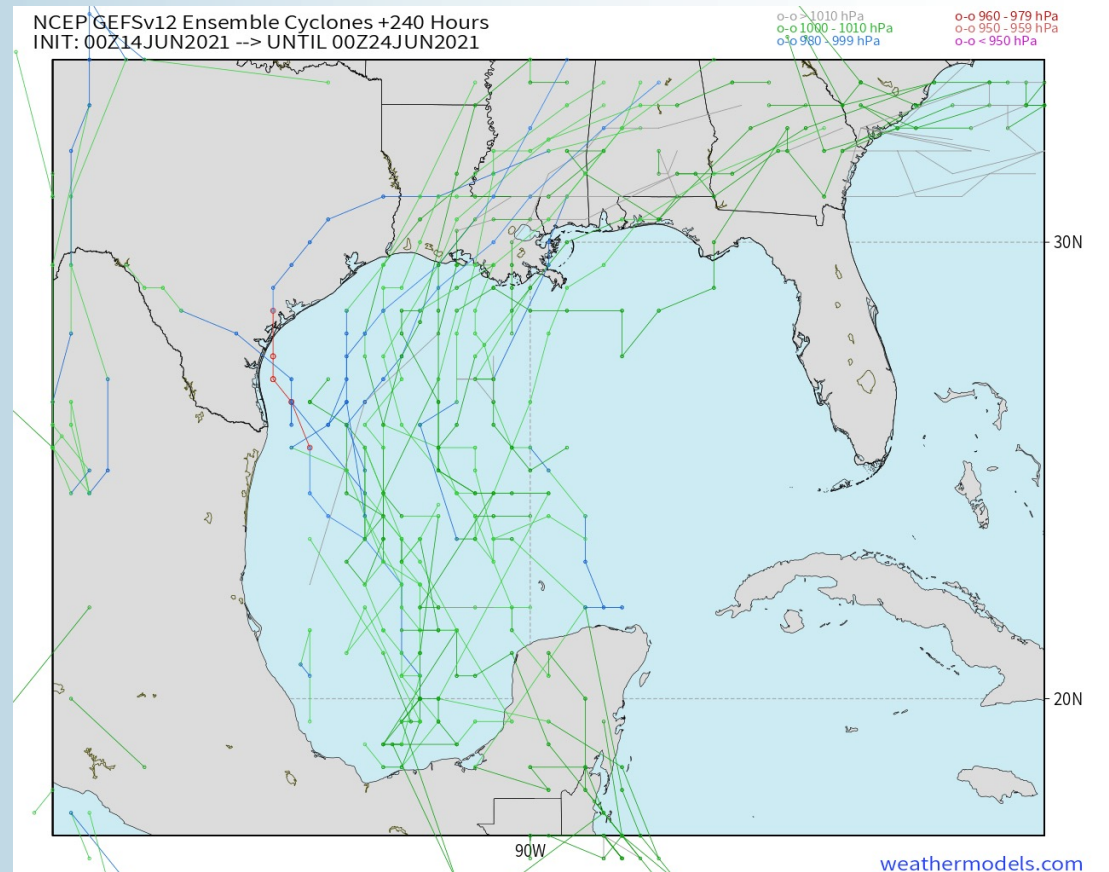 NCEP GEFSv12 Ensemble Cyclones +240 Hours
INIT: 00Z14JUN2021 --> UNTIL 00Z24JUN2021
o-o > 1010 hPa
o-o 1000 - 1010 hPa
o-o 980 - 999 hPa
o-o 960 - 979 hPa
o-o 950 - 959 hPa
o-o < 950 hPa
30N
20N
90W
weathermodels.com